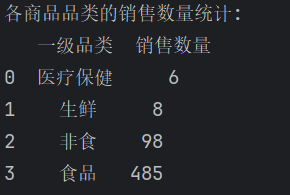 各商品品类的销售数量统计:
一级品类 销售数量
0 医疗保健 6
1 生鲜 8
2 非食 98
3 食品 485